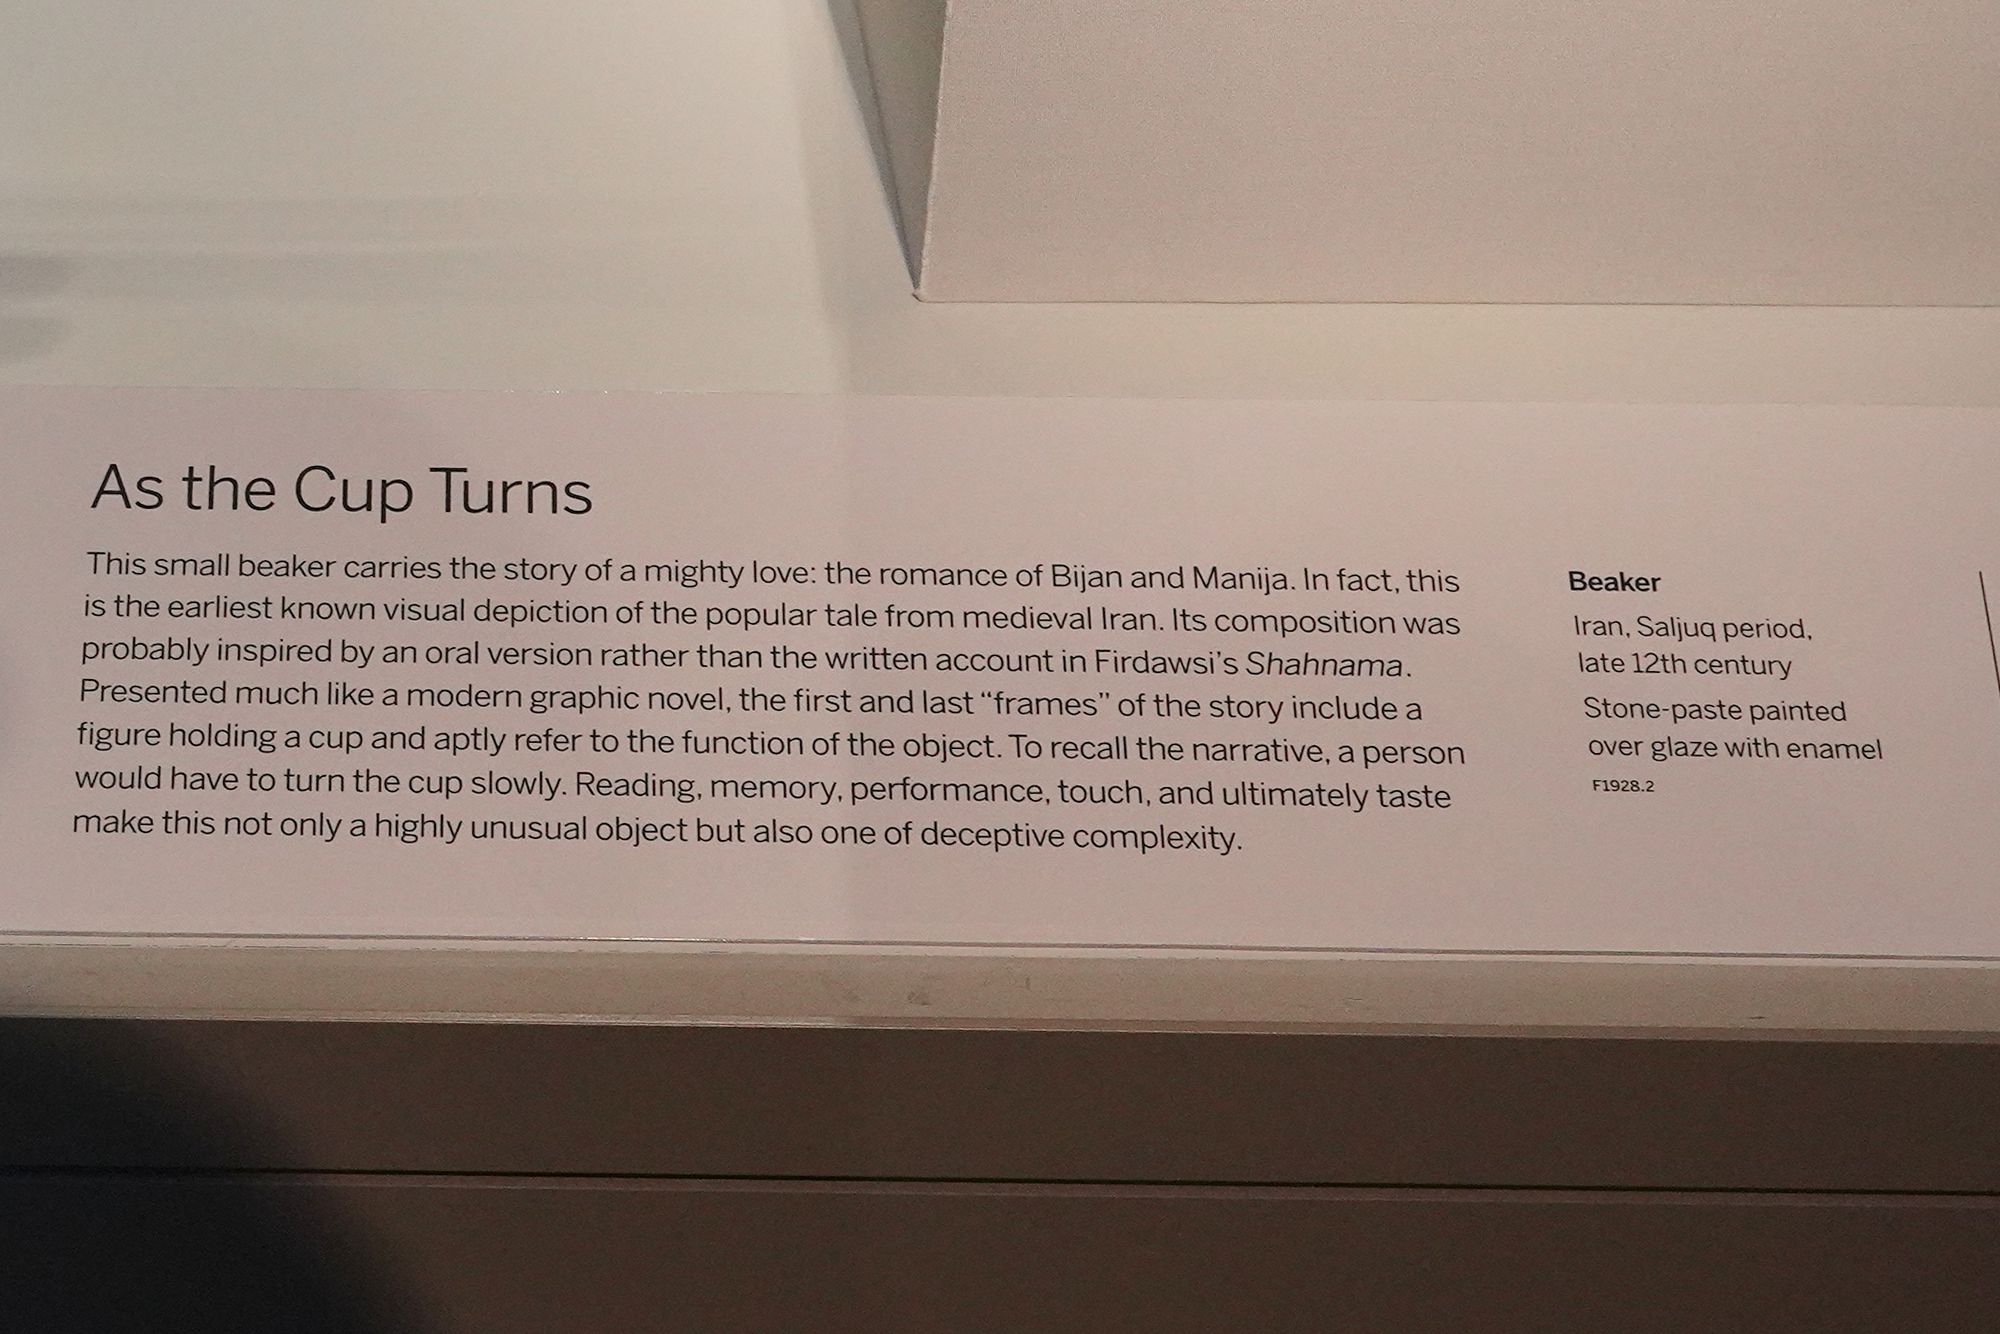 As the Cup Turns
This small beaker carries the story of a mighty love: the romance of Bijan and Manija. In fact, this
is the earliest known visual depiction of the popular tale from medieval Iran. Its composition was
probably inspired by an oral version rather than the written account in Firdawsi’s Shahnama.
Presented much like a modern graphic novel, the first and last “frames” of the story include a
figure holding a cup and aptly refer to the function of the object. To recall the narrative, a person
would have to turn the cup slowly. Reading, memory, performance, touch, and ultimately taste
make this not only a highly unusual object but also one of deceptive complexity.
Beaker
Iran, Saljuq period,
late 12th century
Stone-paste painted
over glaze with enamel
F1928.2